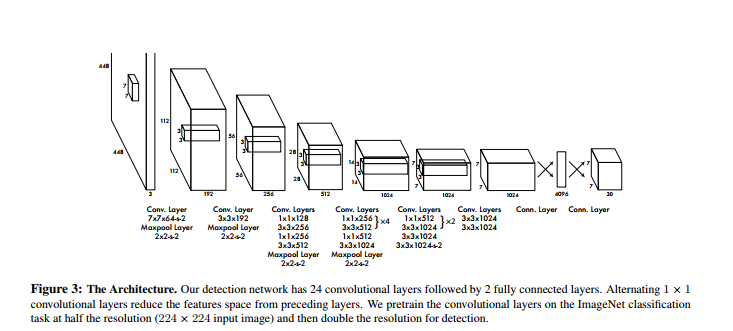 448
7
7
448
3
112
3
3
112
192
56
3
3
56
256
28
3
3
28
512
14
3
3
14
1024
7
3
3
7
1024
7
7
1024
4096
7
7
30
Conv. Layer
7x7x64-s-2
Maxpool Layer
2x2-s-2
Conv. Layer
3x3x192
Maxpool Layer
2x2-s-2
Conv. Layers
1x1x128
3x3x256
1x1x256
3x3x512
Maxpool Layer
2x2-s-2
Conv. Layers
1x1x256
3x3x512 }×4
1x1x512
3x3x1024
Maxpool Layer
2x2-s-2
Conv. Layers
1x1x512
3x3x1024 }×2
3x3x1024
3x3x1024-s-2
Conv. Layers
3x3x1024
3x3x1024
Conn. Layer
Conn. Layer
Figure 3: The Architecture. Our detection network has 24 convolutional layers followed by 2 fully connected layers. Alternating 1 × 1
convolutional layers reduce the features space from preceding layers. We pretrain the convolutional layers on the ImageNet classification
task at half the resolution (224 × 224 input image) and then double the resolution for detection.